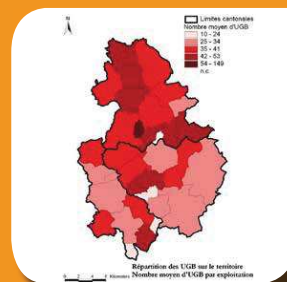 N
Limites cantonales
Nombre moyen d'UGB
10 - 24
25 - 34
35 - 41
42 - 53
54 - 149
n.c.
Répartition des UGB sur le territoire
Nombre moyen d'UGB par exploitation
Kilomètres